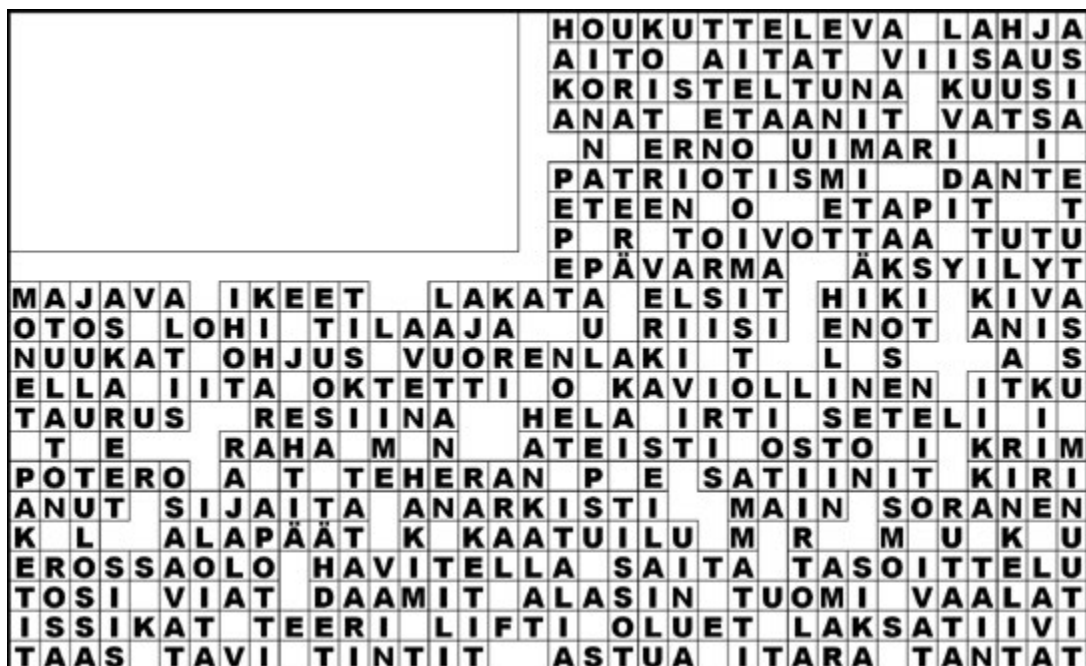 HOUKUTTELEVA LAHJA
AITO AITAT VIISAUS
KORISTELTUNA KUUSI
ANAT ETAANIT VATSA
N ERNO UIMARI I
PATRIOTISMI DANTE
ETEEN O ETAPIT T
P R TOIVOTTAA TUTU
EPÄVARMA ÄKSYILYT
MAJAVA IKEET LAKATA ELSIT HIKI KIVA
OTOS LOHI TILAAJA U RIISI ENOT ANIS
NUUKAT OHJUS VUORENLAKI T L S A S
ELLA IITA OKTETTI O KAVIOLLINEN ITKU
TAURUS RESIINA HELA IRTI SETELI I I
T E RAHA M N ATEISTI OSTO I KRIM
POTERO A T TEHERAN P E SATIINIT KIRI
ANUT SIJAITA ANARKISTI MAIN SORANEN
K L ALAPÄÄT K KAATUILU M R M U K U
EROSSAOLO HAVITELLA SAITA TASOITTELU
TOSI VIAT DAAMIT ALASIN TUOMI VAALAT
ISSIKAT TEERI LIFTI OLUET LAKSATIIVI
TAAS TAVI TINTIT ASTUA ITARA TANTAT